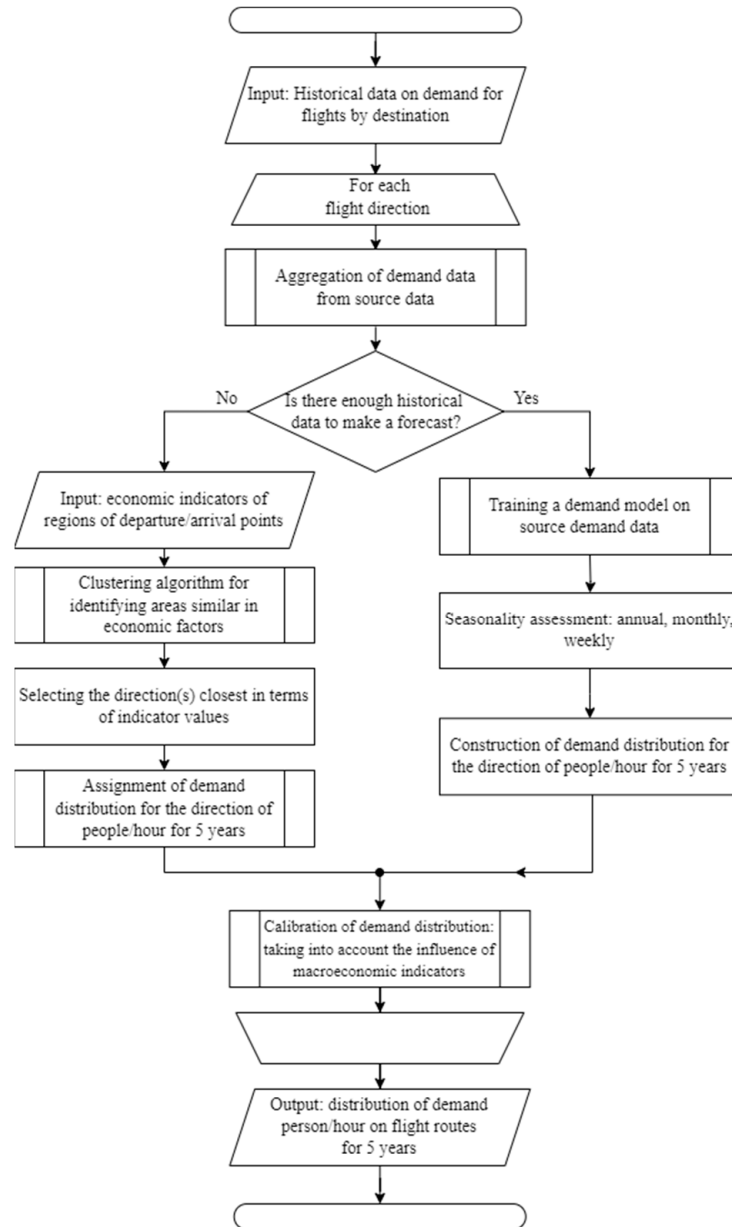 Input: Historical data on demand for
flights by destination
For each
flight direction
Aggregation of demand data
from source data
Is there enough historical
data to make a forecast?
No
Yes
Input: economic indicators of
regions of departure/arrival points
Clustering algorithm for
identifying areas similar in
economic factors
Selecting the direction(s) closest in terms
of indicator values
Assignment of demand
distribution for the direction of
people/hour for 5 years
Training a demand model on
source demand data
Seasonality assessment: annual, monthly,
weekly
Construction of demand distribution for
the direction of people/hour for 5 years
Calibration of demand distribution:
taking into account the influence of
macroeconomic indicators
Output: distribution of demand
person/hour on flight routes
for 5 years